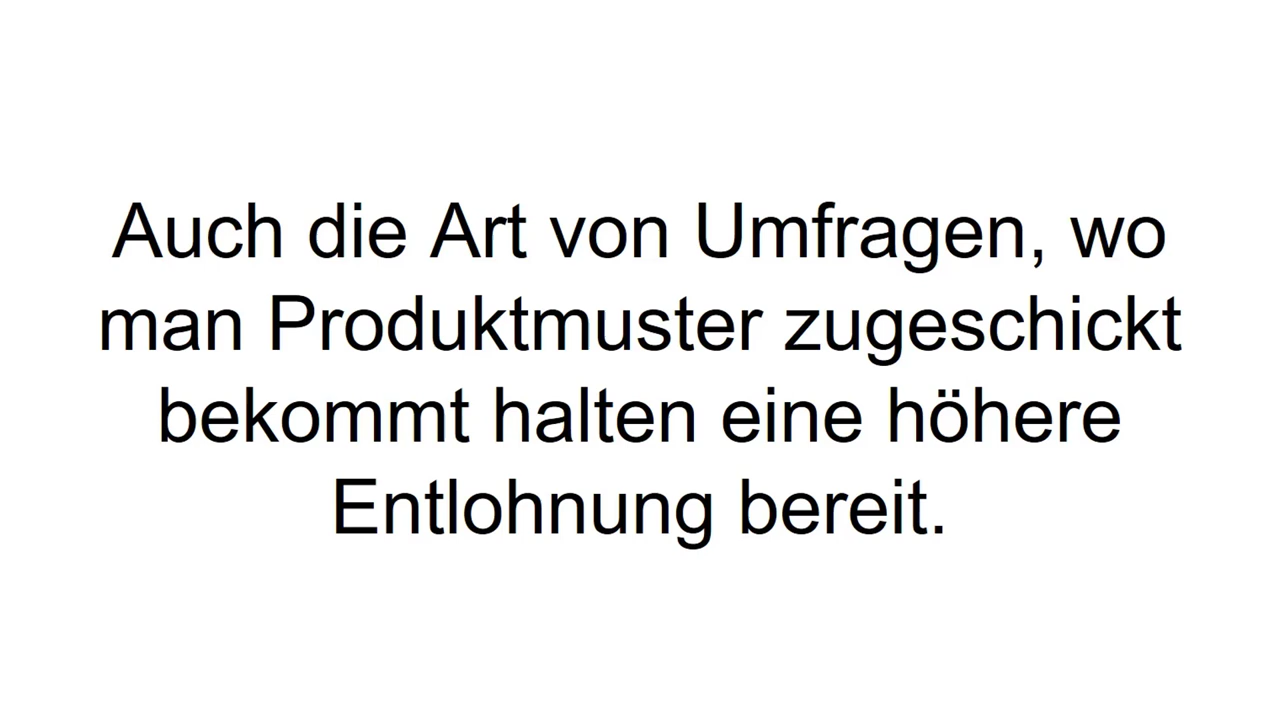 Auch die Art von Umfragen, wo
man Produktmuster zugeschickt
bekommt halten eine höhere
Entlohnung bereit.